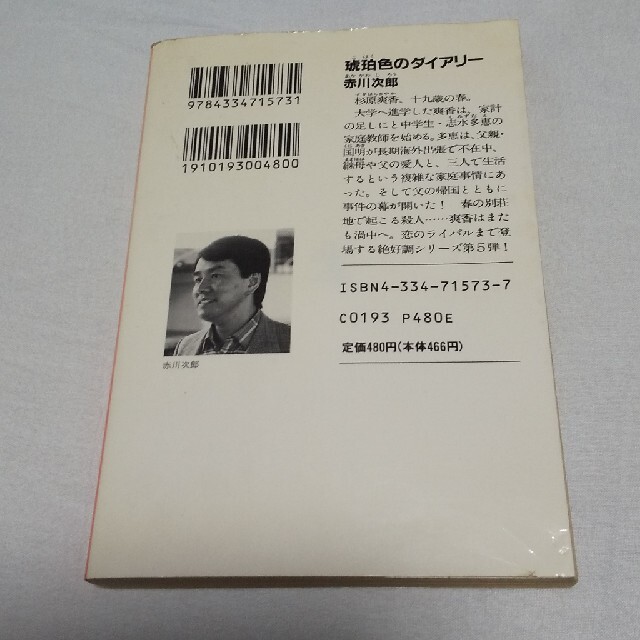 9784334715731
1910193004800
赤川次郎
琥珀色のダイアリー
赤川次郎
杉原爽香、十九歳の春。
大学へ進学した爽香は、家計
の足しにと中学生・志水多恵の
家庭教師を始める。多恵は、父親・
国明が長期海外出張で不在中、
継母や父の愛人と、三人で生活
するという複雑な家庭事情にあ
った。そして父の帰国とともに
事件の幕が開いた! 春の別荘
地で起こる殺人……爽香はまた
も渦中へ。恋のライバルまで登
場する絶好調シリーズ第5弾!
ISBN4-334-71573-7
C0193 P480E
定価480円(本体466円)